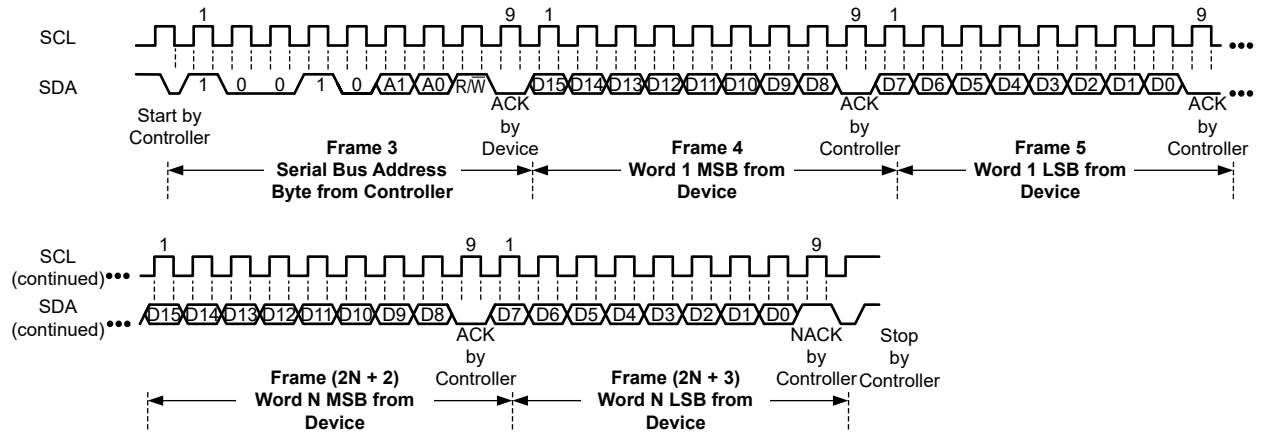 1 9 1 9 1 9
SCL
SDA 1 0 0 1 0 A1 A0 R/W̅ D15 D14 D13 D12 D11 D10 D9 D8 D7 D6 D5 D4 D3 D2 D1 D0
Start by
Controller
ACK
by
Device
ACK
by
Controller
ACK
by
Controller
Frame 3
Serial Bus Address
Byte from Controller
Frame 4
Word 1 MSB from
Device
Frame 5
Word 1 LSB from
Device
1 9 1 9
SCL
(continued)
SDA
(continued)
D15 D14 D13 D12 D11 D10 D9 D8 D7 D6 D5 D4 D3 D2 D1 D0
ACK
by
Controller
NACK
by
Controller
Stop
by
Controller
Frame (2N + 2)
Word N MSB from
Device
Frame (2N + 3)
Word N LSB from
Device